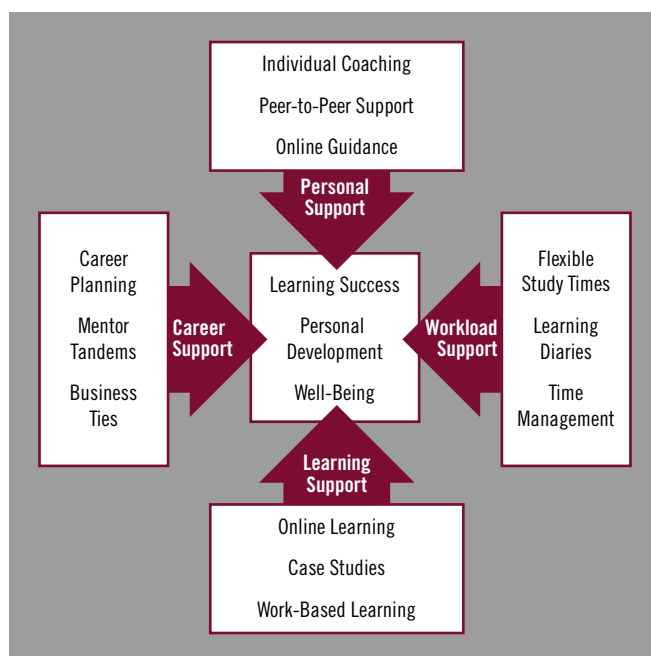 Individual Coaching
Peer-to-Peer Support
Online Guidance
Personal
Support
Career
Planning
Mentor
Tandems
Business
Ties
Career
Support
Learning Success
Personal
Development
Well-Being
Workload
Support
Flexible
Study Times
Learning
Diaries
Time
Management
Learning
Support
Online Learning
Case Studies
Work-Based Learning